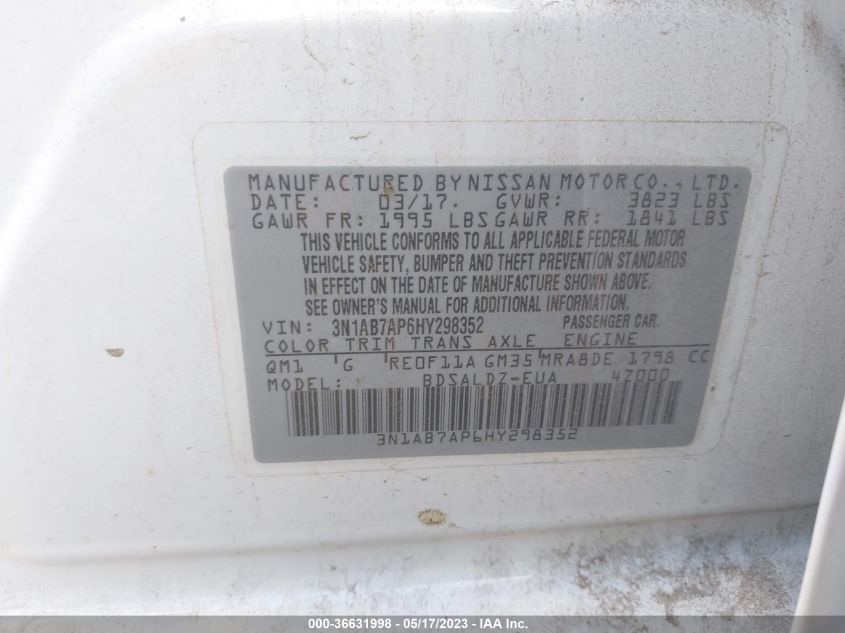 MANUFACTURED BY NISSAN MOTOR CO., LTD.
DATE: 03/17. GVWR: 3823 LBS
GAWR FR: 1995 LBS GAWR RR: 1841 LBS
THIS VEHICLE CONFORMS TO ALL APPLICABLE FEDERAL MOTOR
VEHICLE SAFETY, BUMPER AND THEFT PREVENTION STANDARDS
IN EFFECT ON THE DATE OF MANUFACTURE SHOWN ABOVE.
SEE OWNER'S MANUAL FOR ADDITIONAL INFORMATION.
VIN: 3N1AB7AP6HY298352 PASSENGER CAR.
COLOR TRIM TRANS AXLE ENGINE
QM1 G RE0F11A GM35 MRA8DE 1798 CC
MODEL: BDSALDZ-EUA 4Z000
3N1AB7AP6HY298352
000-36631998 - 05/17/2023 - IAA Inc.